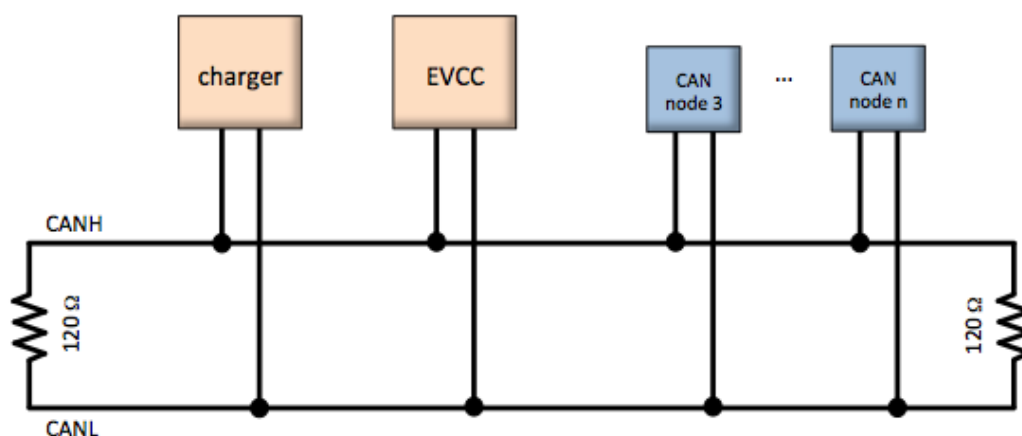 charger
EVCC
CAN
node 3
...
CAN
node n
CANH
120 Ω
120 Ω
CANL